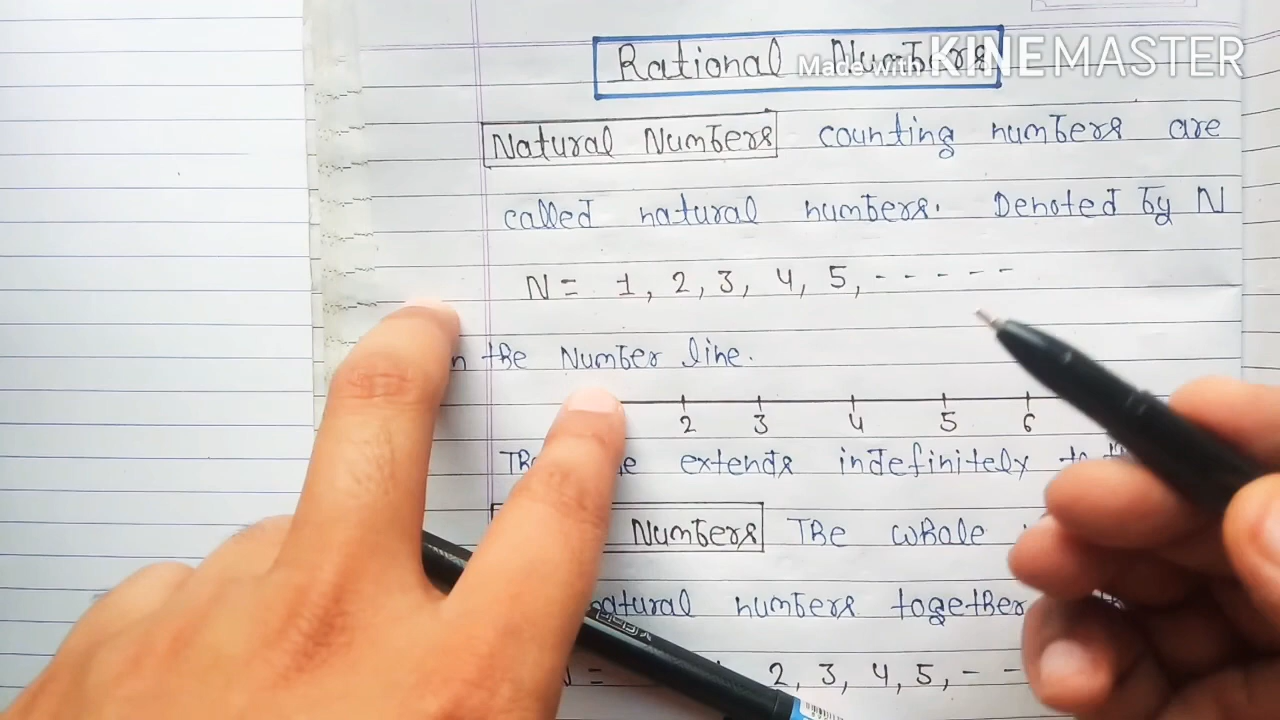 Rational Numbers
Made with KINEMASTER
Natural Numbers counting numbers are
called natural numbers. Denoted by N
N = 1, 2, 3, 4, 5, - - - - -
the Number line.
2 3 4 5 6
extends indefinitely to
Numbers The whole
natural numbers together
= 2, 3, 4, 5, - -